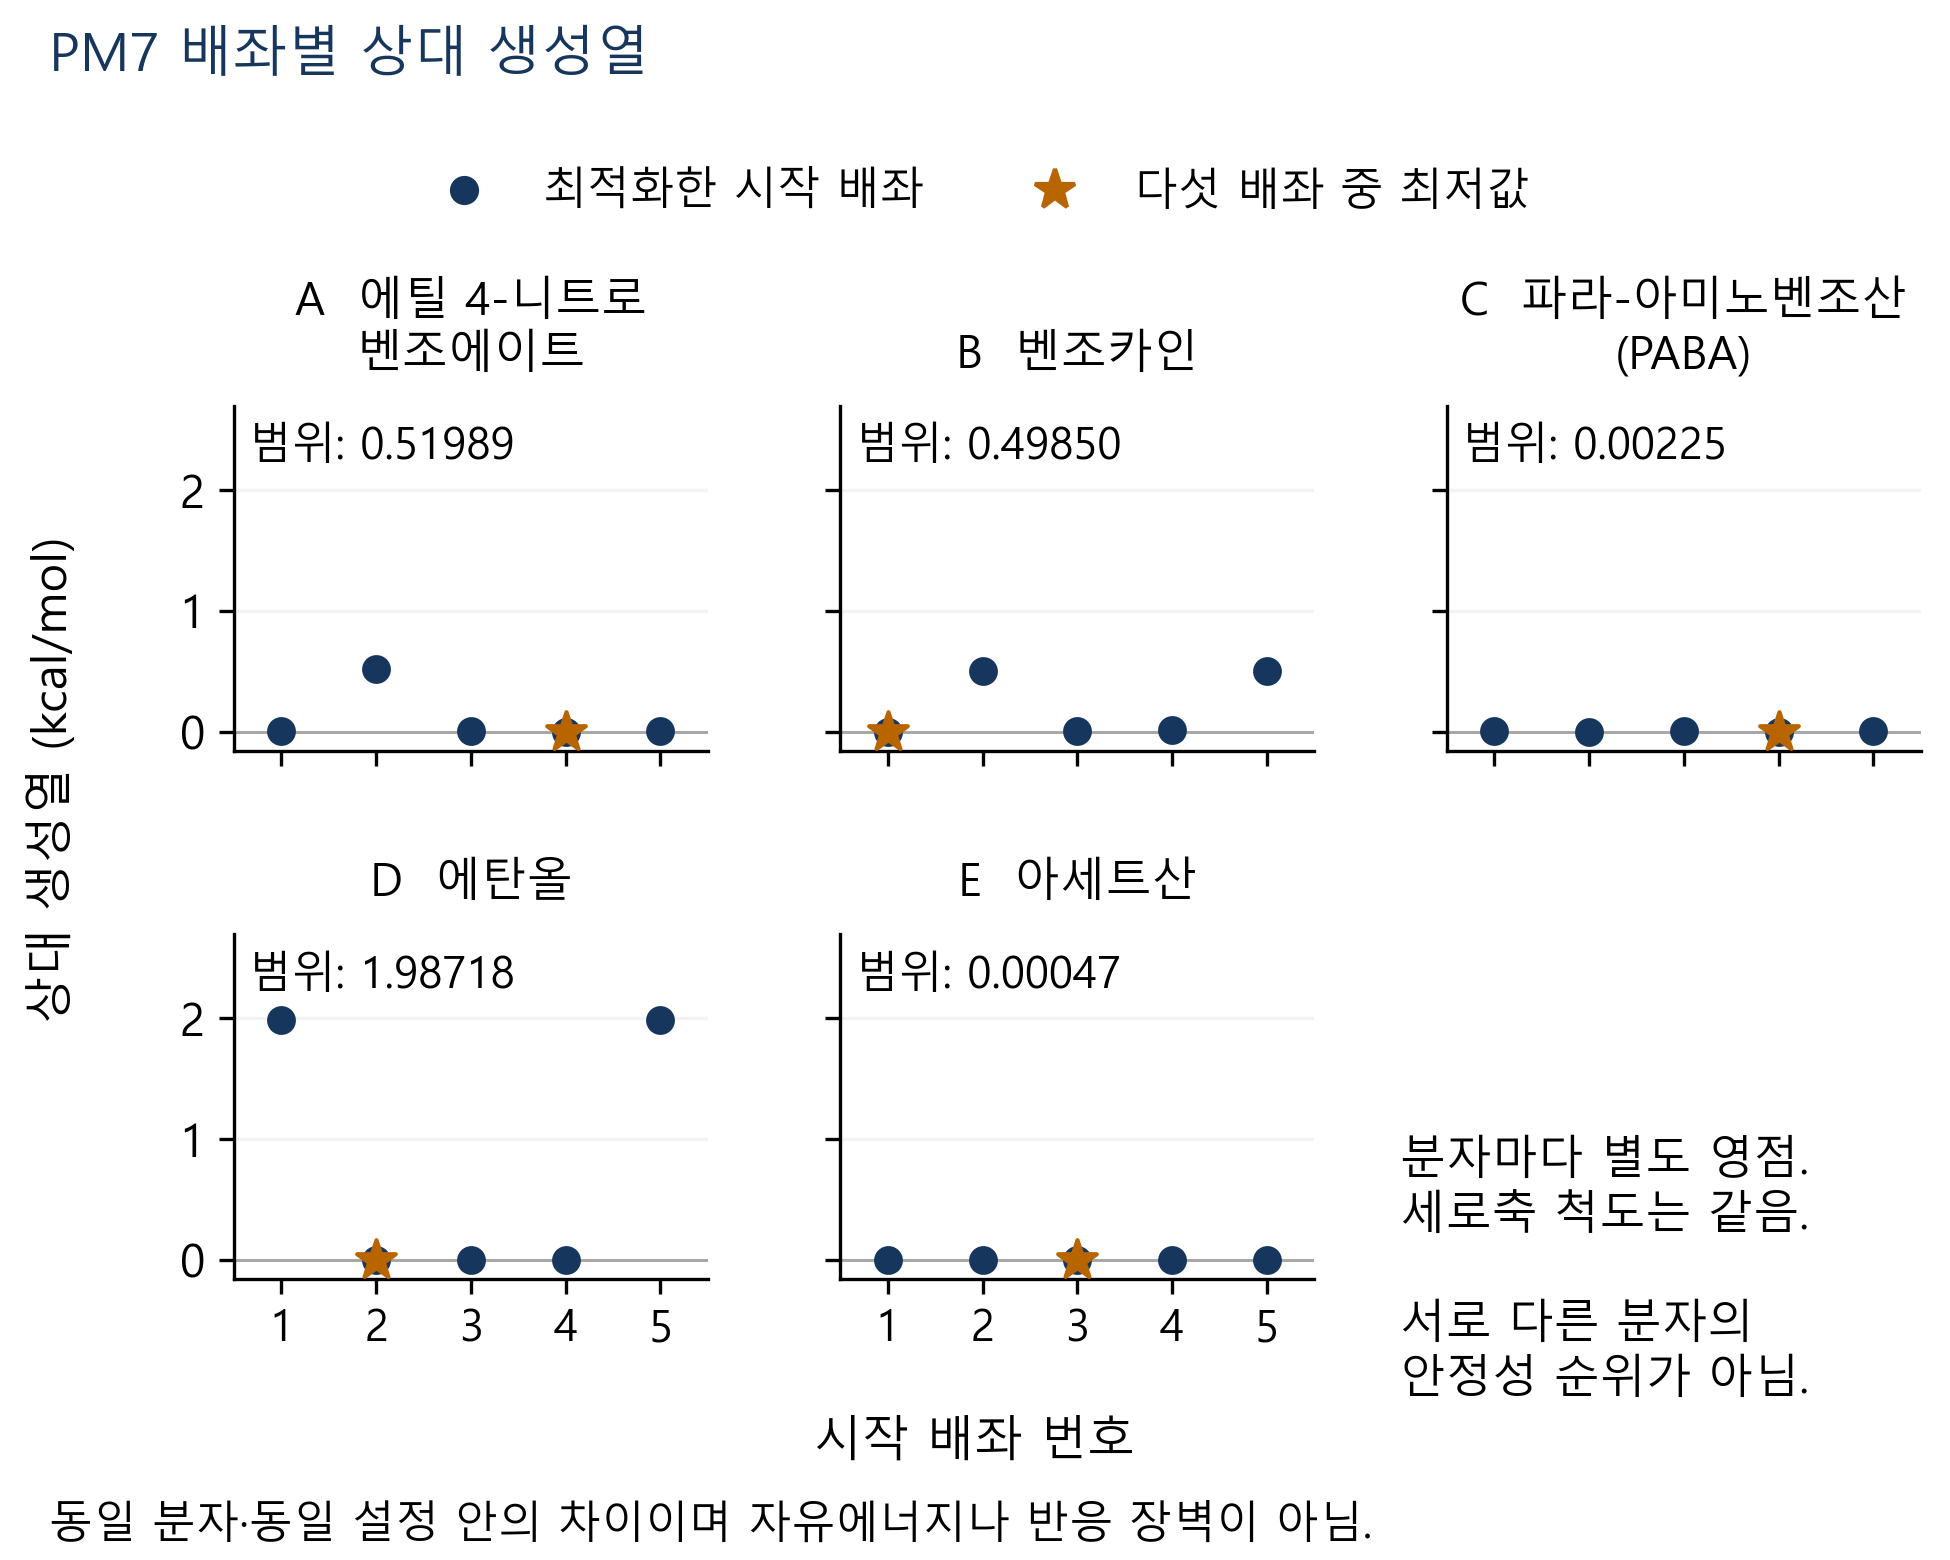 PM7 배좌별 상대 생성열
최적화한 시작 배좌
다섯 배좌 중 최저값
A 에틸 4-니트로
벤조에이트
B 벤조카인
C 파라-아미노벤조산
(PABA)
범위: 0.51989
범위: 0.49850
범위: 0.00225
2
1
0
상대 생성열 (kcal/mol)
D 에탄올
E 아세트산
범위: 1.98718
범위: 0.00047
2
1
0
1 2 3 4 5
1 2 3 4 5
분자마다 별도 영점.
세로축 척도는 같음.
서로 다른 분자의
안정성 순위가 아님.
시작 배좌 번호
동일 분자·동일 설정 안의 차이이며 자유에너지나 반응 장벽이 아님.